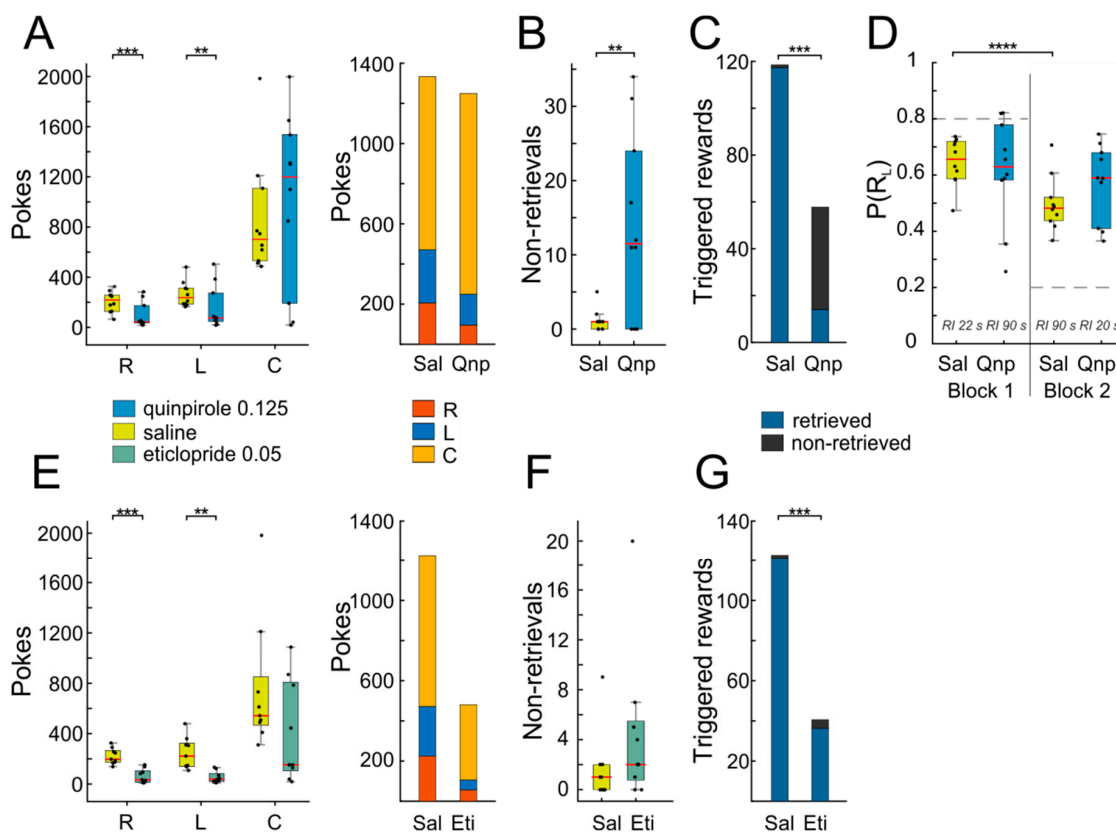 A
B
C
D
*** **
2000
1600
1200
800
400
0
Pokes
R L C
1400
1000
600
200
Pokes
Sal Qnp
**
30
20
10
0
Non-retrievals
Sal Qnp
***
120
80
40
0
Triggered rewards
Sal Qnp
****
1
0.8
0.6
0.4
0.2
0
P(RL)
RI 22 s RI 90 s RI 90 s RI 20 s
Sal Qnp Sal Qnp
Block 1 Block 2
quinpirole 0.125
saline
eticlopride 0.05
R
L
C
retrieved
non-retrieved
E
F
G
*** **
2000
1600
1200
800
400
0
Pokes
R L C
1400
1000
600
200
Pokes
Sal Eti
20
16
12
8
4
0
Non-retrievals
Sal Eti
***
140
100
60
20
Triggered rewards
Sal Eti